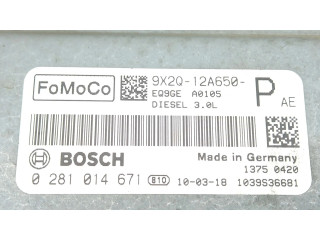 FoMoCo
9X2Q-12A650-
P AE
EQ9GE A0105
DIESEL 3.0L
BOSCH
Made in Germany
1375 0420
0 281 014 671 810 10-03-18 1039S36681